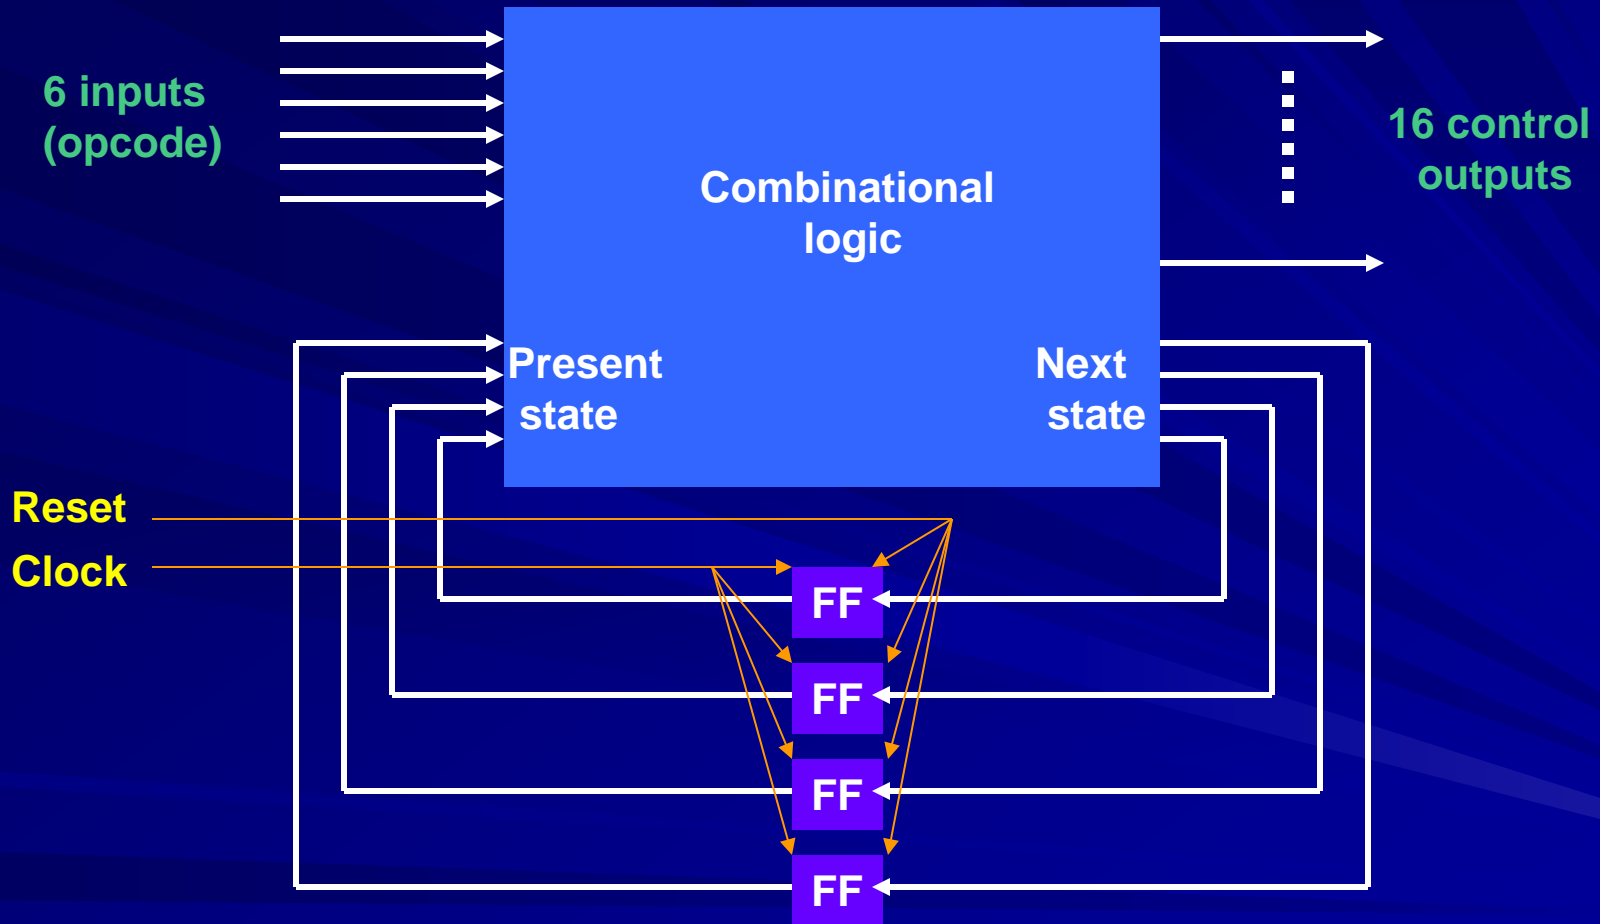 6 inputs
(opcode)
Combinational
logic
16 control
outputs
Present
state
Next
state
Reset
Clock
FF
FF
FF
FF